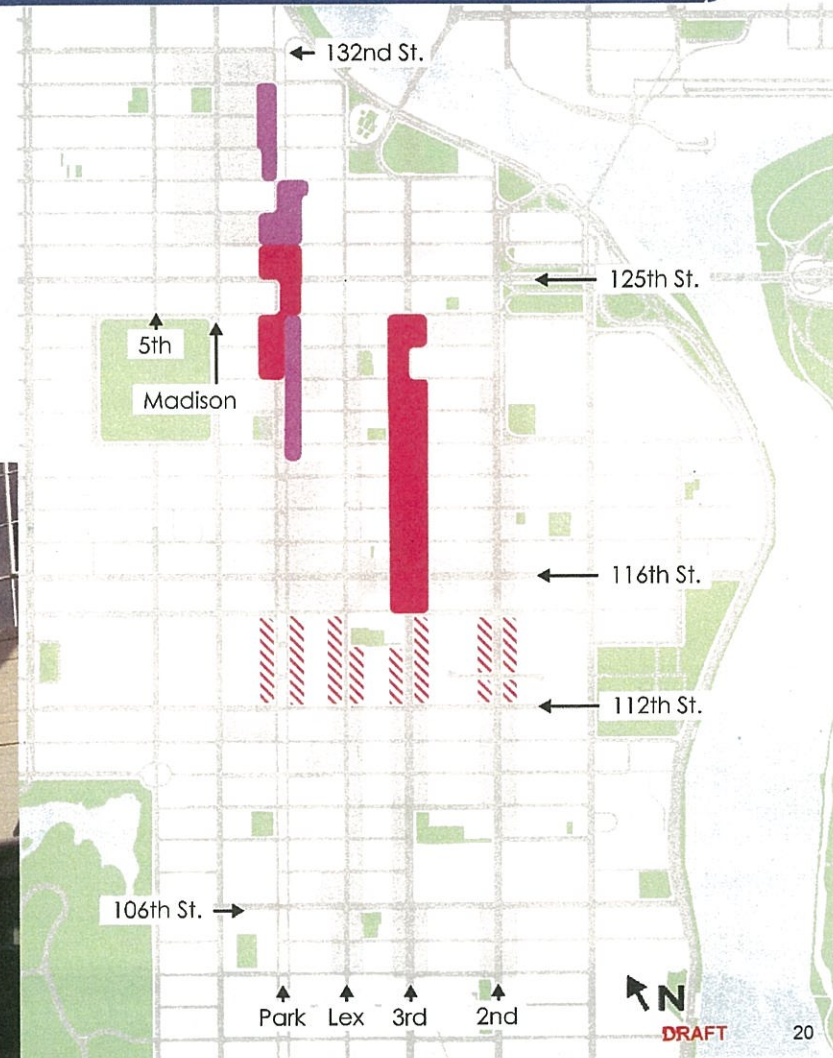 132nd St.
125th St.
5th
Madison
116th St.
112th St.
106th St.
Park
Lex
3rd
2nd
N
DRAFT
20